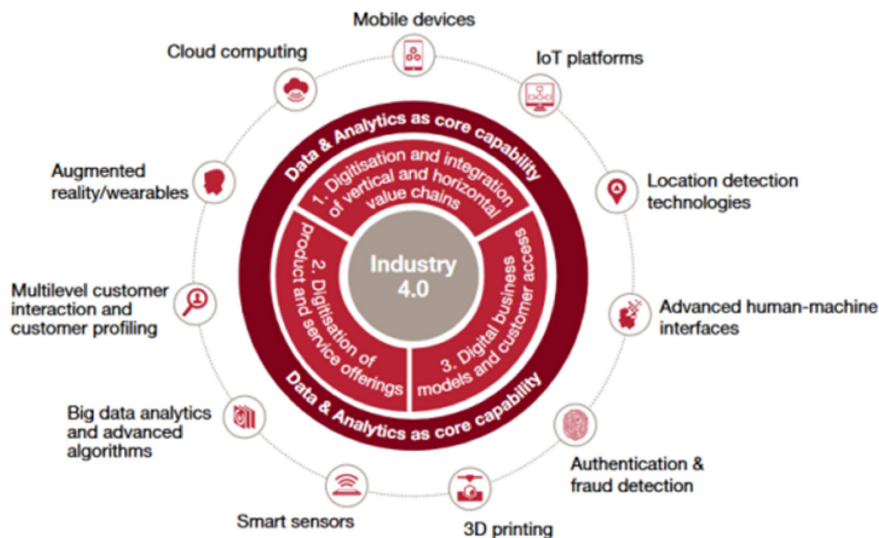 Mobile devices
Cloud computing
IoT platforms
Augmented
reality/wearables
Location detection
technologies
Multilevel customer
interaction and
customer profiling
Advanced human-machine
interfaces
Big data analytics
and advanced
algorithms
Authentication &
fraud detection
Smart sensors
3D printing
Data & Analytics as core capability
1. Digitisation and integration
of vertical and horizontal
value chains
2. Digitisation of
product and service offerings
3. Digital business
models and customer access
Industry
4.0
Data & Analytics as core capability